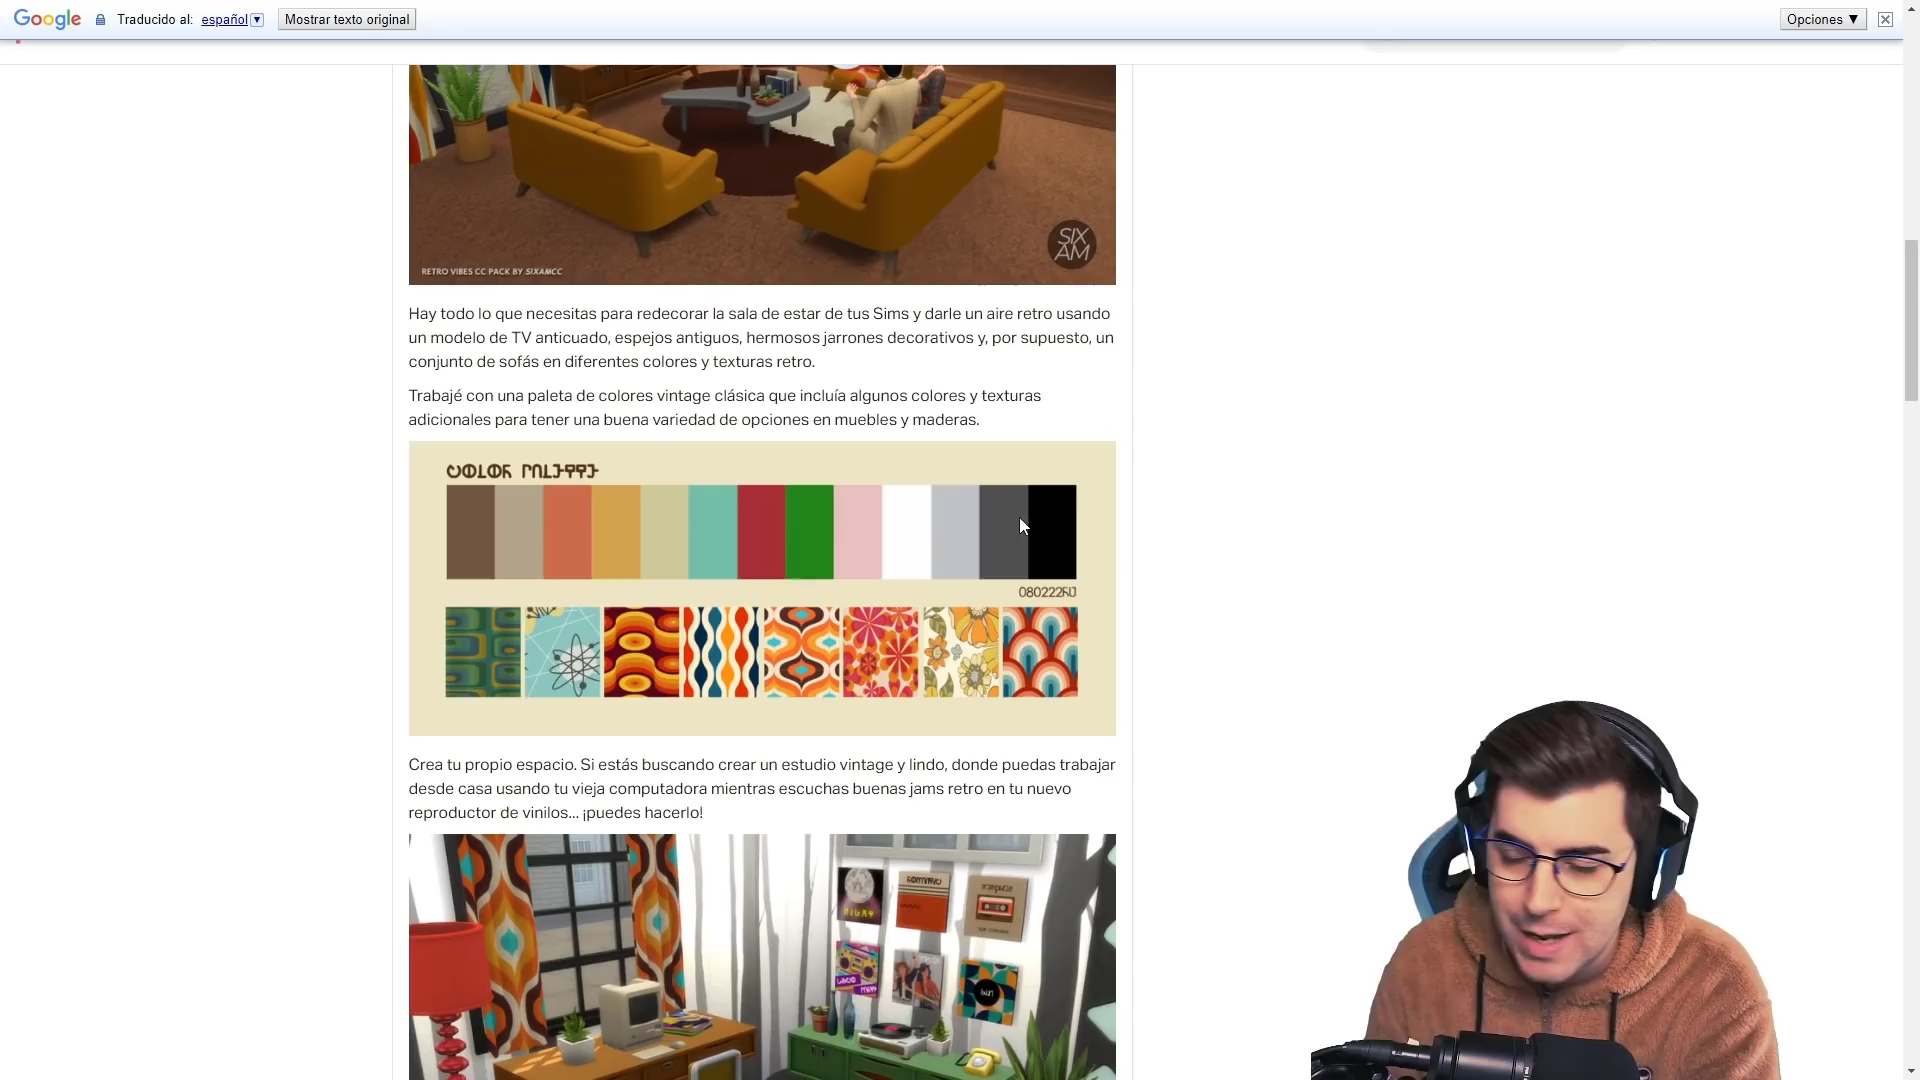 Google Traducido al: español Mostrar texto original Opciones ▼
SIX
AM
RETRO VIBES CC PACK BY SIXAMCC
Hay todo lo que necesitas para redecorar la sala de estar de tus Sims y darle un aire retro usando
un modelo de TV anticuado, espejos antiguos, hermosos jarrones decorativos y, por supuesto, un
conjunto de sofás en diferentes colores y texturas retro.
Trabajé con una paleta de colores vintage clásica que incluía algunos colores y texturas
adicionales para tener una buena variedad de opciones en muebles y maderas.
Crea tu propio espacio. Si estás buscando crear un estudio vintage y lindo, donde puedas trabajar
desde casa usando tu vieja computadora mientras escuchas buenas jams retro en tu nuevo
reproductor de vinilos... ¡puedes hacerlo!